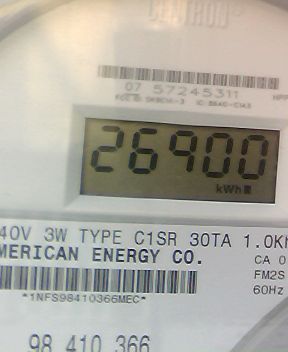 CENTRON
07 57245311
26900
kWh
40V 3W TYPE C1SR 30TA 1.0K
MERICAN ENERGY CO.
CA 0
FM2S
60Hz
*1NFS98410366MEC*
98 410 366